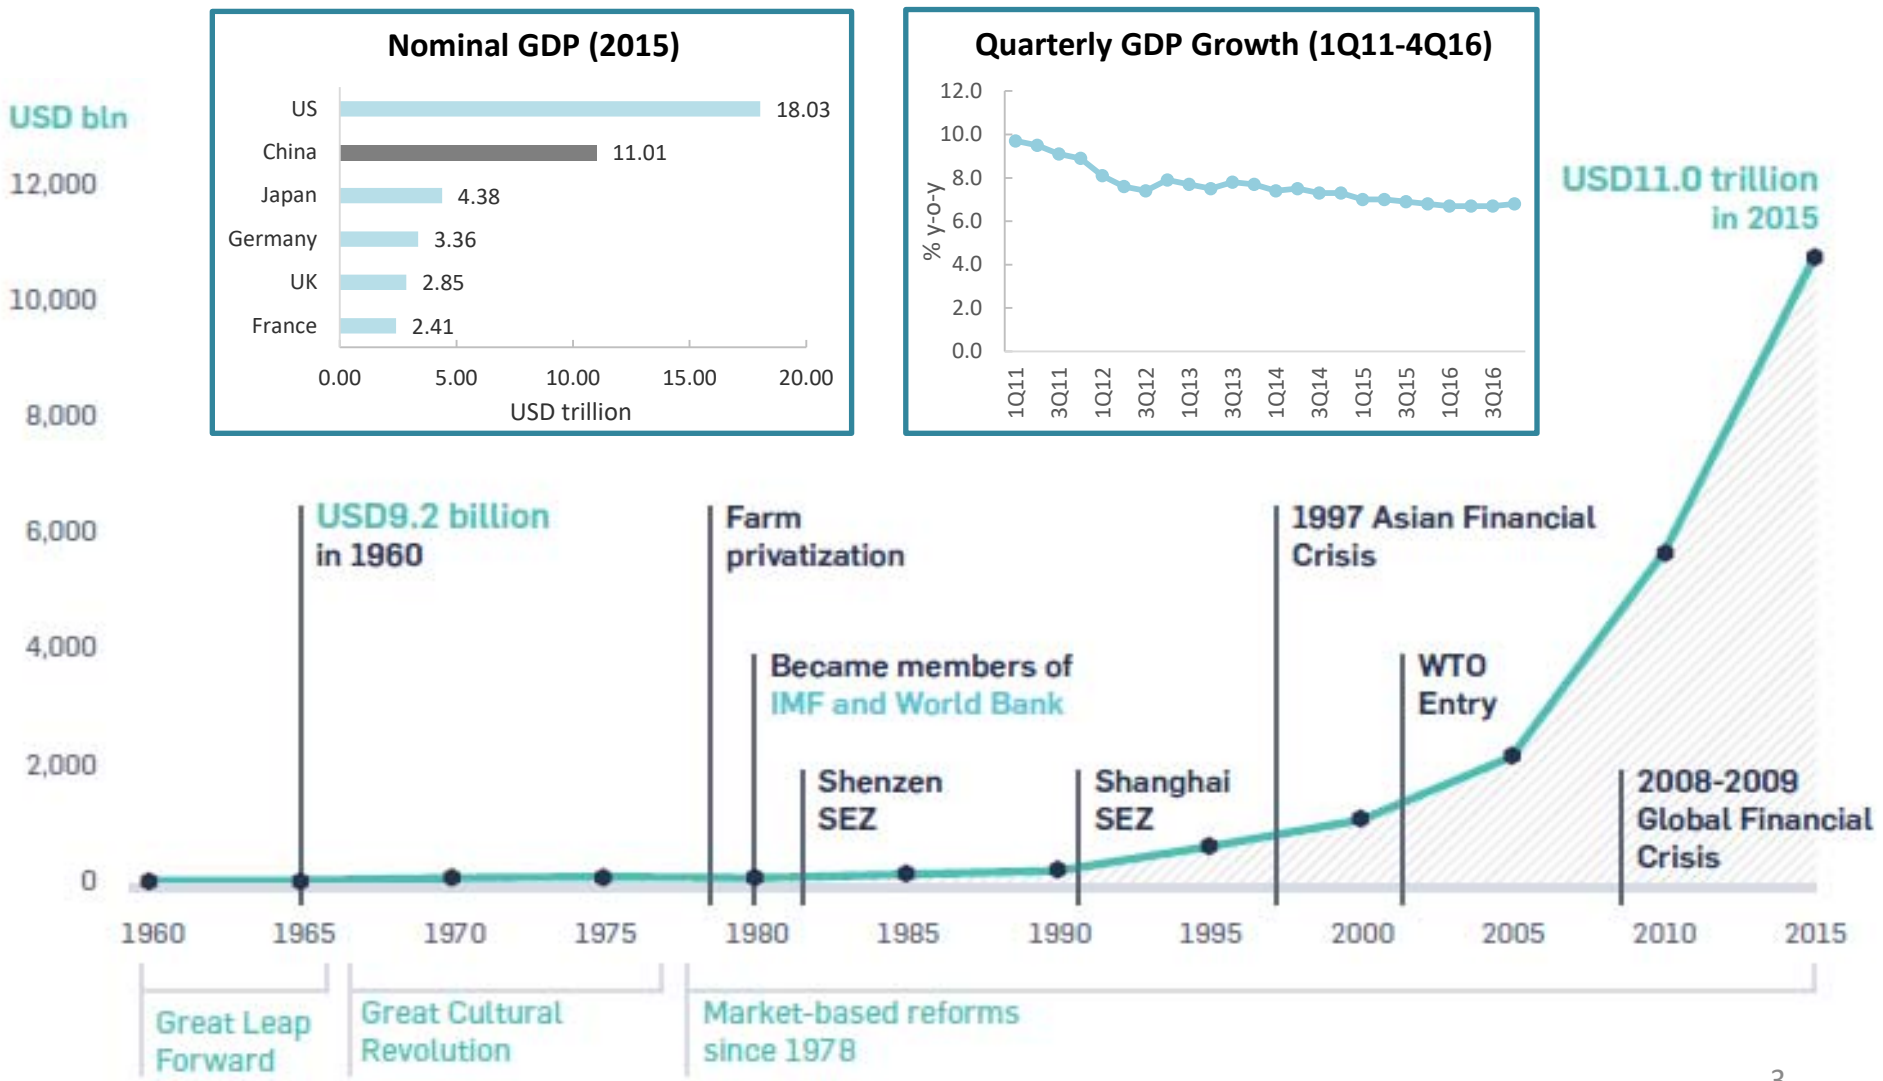 Nominal GDP (2015)
US
18.03
China
11.01
Japan
4.38
Germany
3.36
UK
2.85
France
2.41
0.00 5.00 10.00 15.00 20.00
USD trillion
Quarterly GDP Growth (1Q11-4Q16)
% y-o-y
12.0
10.0
8.0
6.0
4.0
2.0
0.0
1Q11 3Q11 1Q12 3Q12 1Q13 3Q13 1Q14 3Q14 1Q15 3Q15 1Q16 3Q16
USD bln
12,000
10,000
8,000
6,000
4,000
2,000
0
USD11.0 trillion
in 2015
USD9.2 billion
in 1960
Farm
privatization
1997 Asian Financial
Crisis
Became members of
IMF and World Bank
WTO
Entry
Shenzen
SEZ
Shanghai
SEZ
2008-2009
Global Financial
Crisis
1960 1965 1970 1975 1980 1985 1990 1995 2000 2005 2010 2015
Great Leap
Forward
Great Cultural
Revolution
Market-based reforms
since 1978